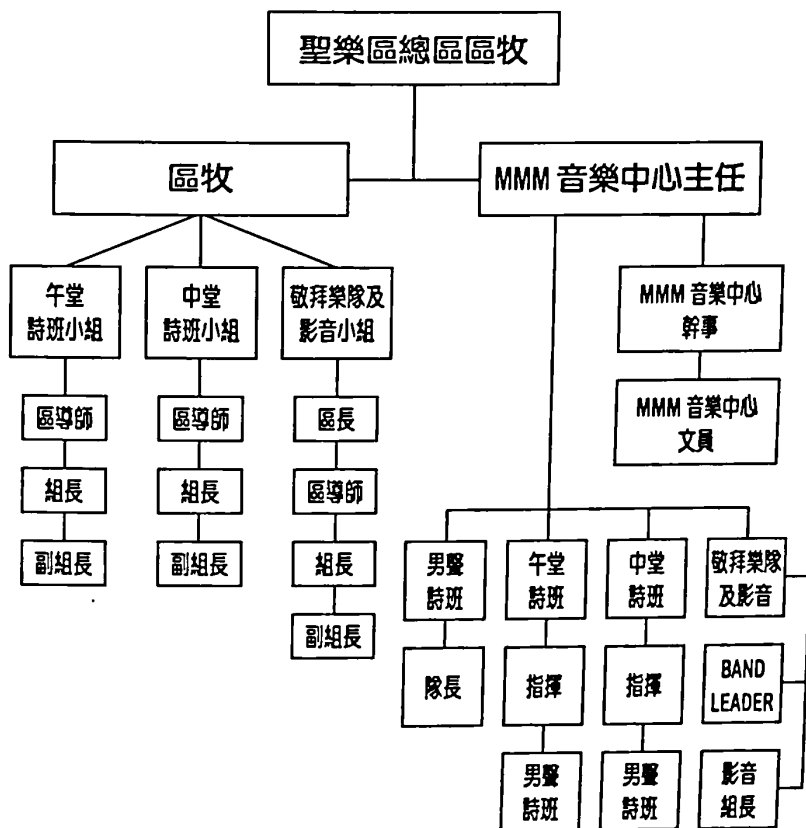 聖樂區總區區牧
區牧
MMM 音樂中心主任
午堂
詩班小組
中堂
詩班小組
敬拜樂隊及
影音小組
MMM 音樂中心
幹事
區導師
區導師
區長
MMM 音樂中心
文員
組長
組長
區導師
副組長
副組長
組長
副組長
男聲
詩班
午堂
詩班
中堂
詩班
敬拜樂隊
及影音
隊長
指揮
指揮
BAND
LEADER
男聲
詩班
男聲
詩班
影音
組長